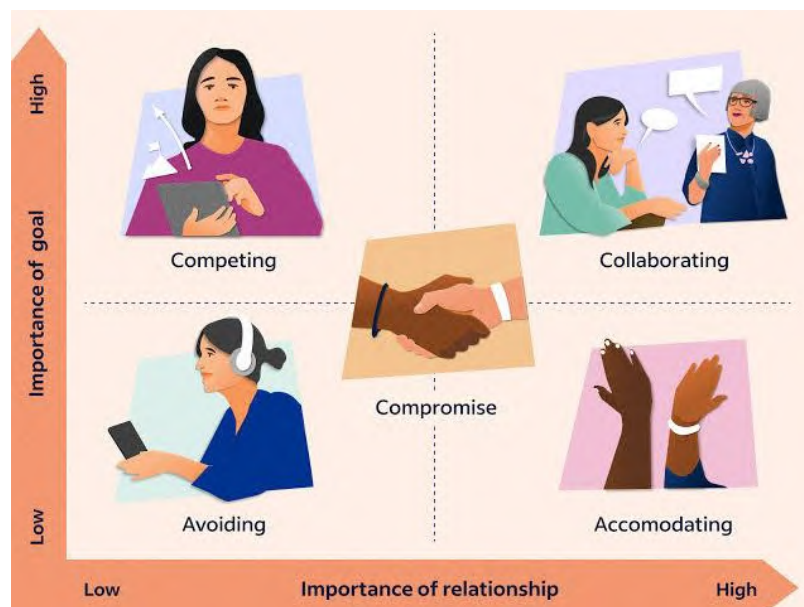 High
Importance of goal
Low
Competing
Collaborating
Compromise
Avoiding
Accomodating
Low
Importance of relationship
High